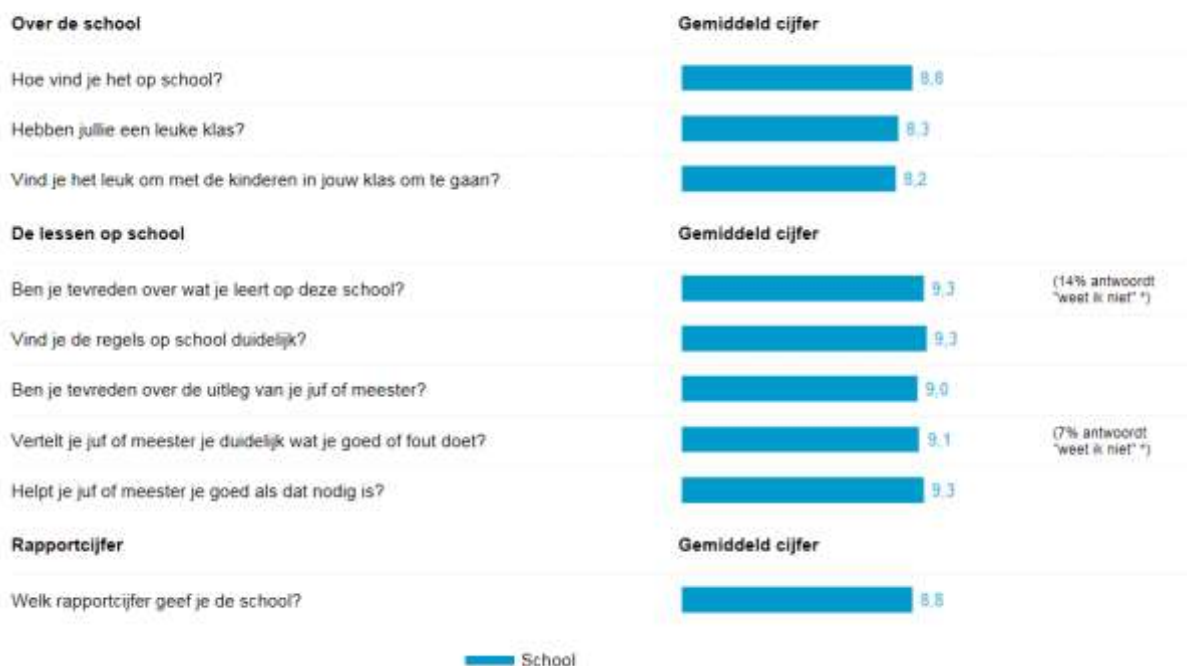 Over de school Gemiddeld cijfer
Hoe vind je het op school? 8,8
Hebben jullie een leuke klas? 8,3
Vind je het leuk om met de kinderen in jouw klas om te gaan? 8,2
De lessen op school Gemiddeld cijfer
Ben je tevreden over wat je leert op deze school? 9,3 (14% antwoordt
"weet ik niet" *)
Vind je de regels op school duidelijk? 9,3
Ben je tevreden over de uitleg van je juf of meester? 9,0
Vertelt je juf of meester je duidelijk wat je goed of fout doet? 9,1 (7% antwoordt
"weet ik niet" *)
Helpt je juf of meester je goed als dat nodig is? 9,3
Rapportcijfer Gemiddeld cijfer
Welk rapportcijfer geef je de school? 8,8
School